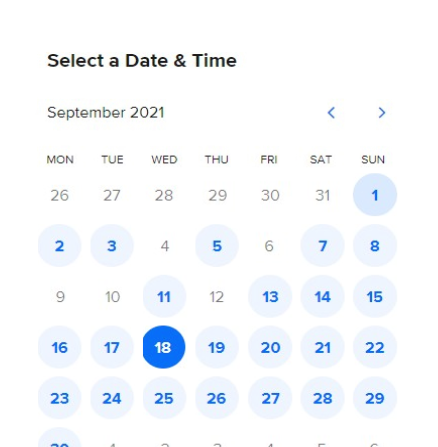 Select a Date & Time
September 2021
MON TUE WED THU FRI SAT SUN
26 27 28 29 30 31 1
2 3 4 5 6 7 8
9 10 11 12 13 14 15
16 17 18 19 20 21 22
23 24 25 26 27 28 29